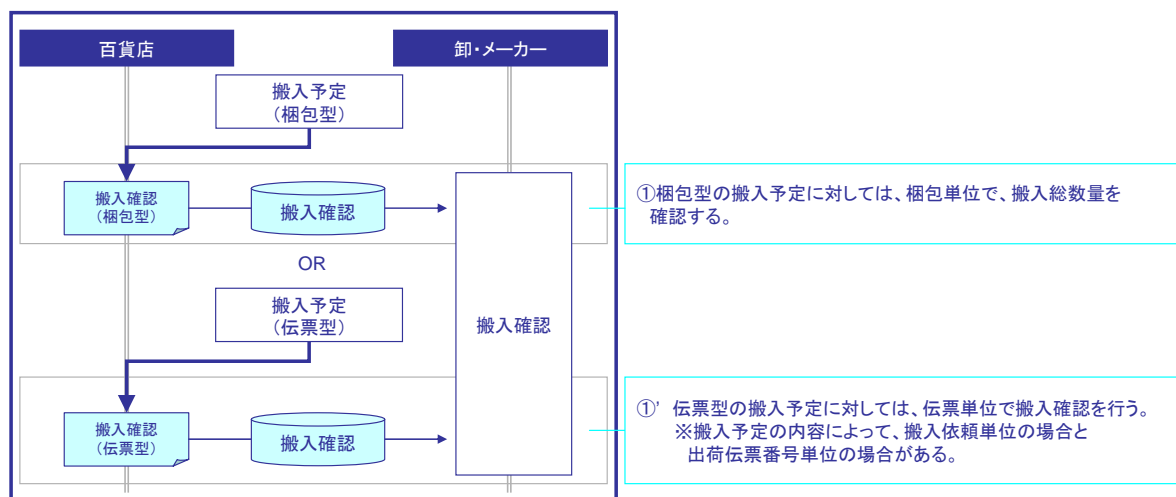 百貨店
卸・メーカー
搬入予定
（梱包型）
搬入確認
（梱包型）
搬入確認
①梱包型の搬入予定に対しては、梱包単位で、搬入総数量を
確認する。
OR
搬入予定
（伝票型）
搬入確認
搬入確認
（伝票型）
搬入確認
①’ 伝票型の搬入予定に対しては、伝票単位で搬入確認を行う。
※搬入予定の内容によって、搬入依頼単位の場合と
出荷伝票番号単位の場合がある。